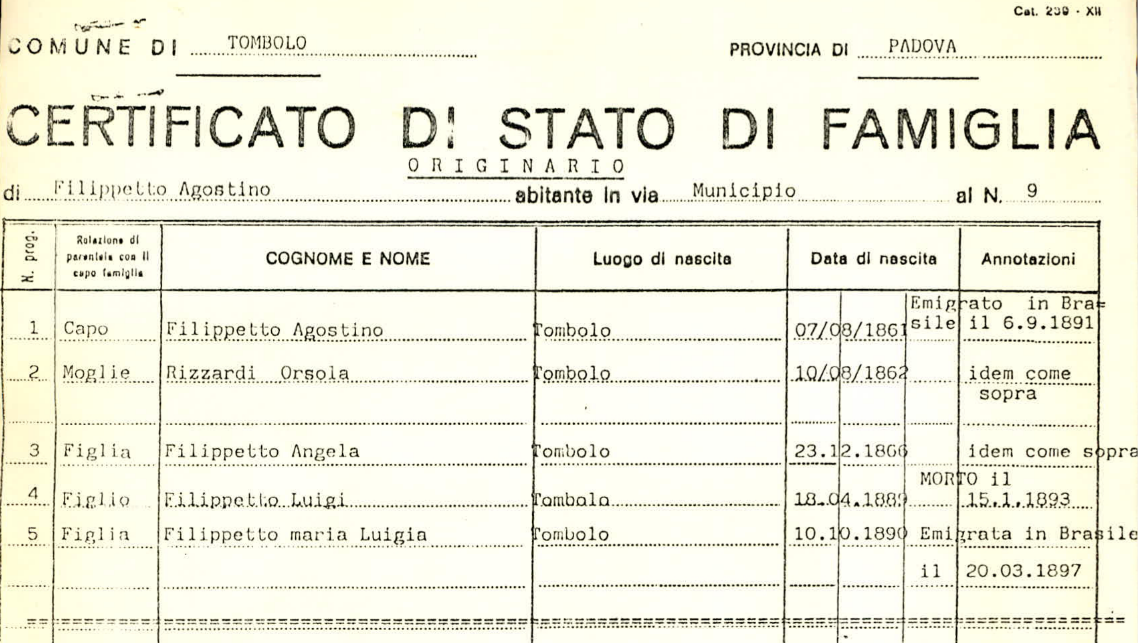 Cat. 239 - XII
COMUNE DI TOMBOLO PROVINCIA DI PADOVA
CERTIFICATO DI STATO DI FAMIGLIA
ORIGINARIO
di Filippetto Agostino abitante in via Municipio al N. 9
N. prog. Relazione di parentela con il capo famiglia COGNOME E NOME Luogo di nascita Data di nascita Annotazioni
Emigrato in Bra=
1 Capo Filippetto Agostino Tombolo 07/08/1861 sile il 6.9.1891
2 Moglie Rizzardi Orsola Tombolo 10/08/1862 idem come
sopra
3 Figlia Filippetto Angela Tombolo 23.12.1866 idem come sopra
MORTO il
4 Figlio Filippetto Luigi Tombolo 18.04.1889 15.1.1893
5 Figlia Filippetto maria Luigia Tombolo 10.10.1890 Emigrata in Brasile
il 20.03.1897